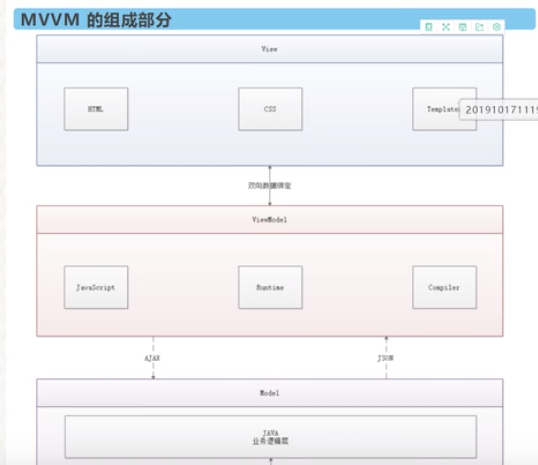 MVVM 的组成部分
View
HTML
CSS
Template
20191017111
双向数据绑定
ViewModel
JavaScript
Runtime
Compiler
AJAX
JSON
Model
JAVA
业务逻辑层